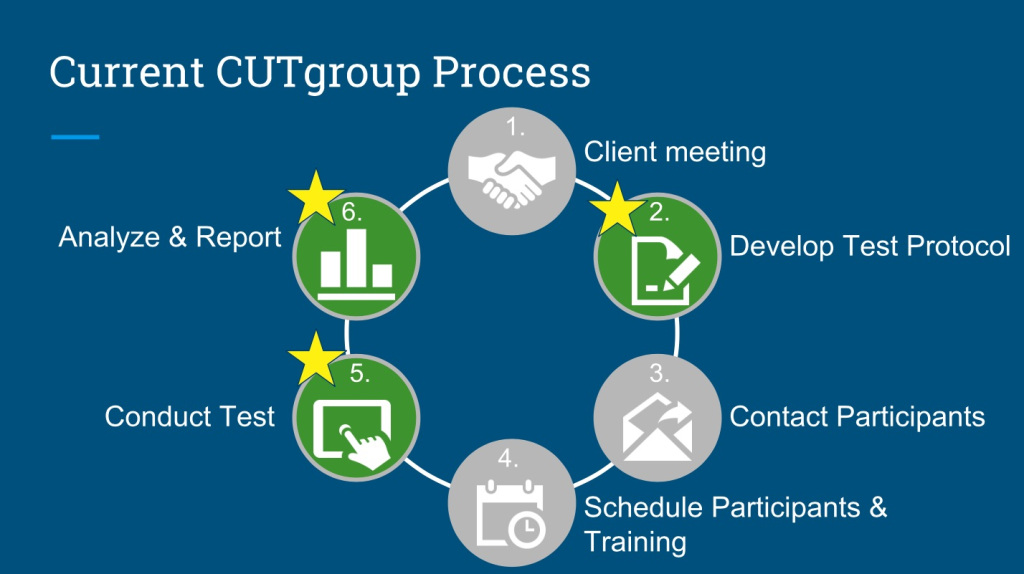 Current CUTgroup Process
1.
Client meeting
2.
Develop Test Protocol
3.
Contact Participants
4.
Schedule Participants &
Training
5.
Conduct Test
6.
Analyze & Report